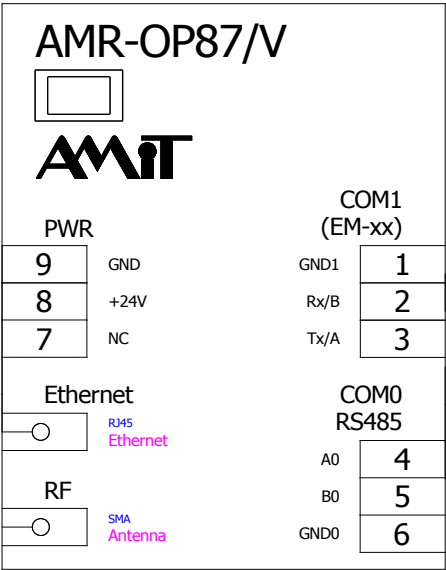 AMR-OP87/V
AMiT
COM1
(EM-xx)
PWR
9 GND GND1 1
8 +24V Rx/B 2
7 NC Tx/A 3
Ethernet
RJ45
Ethernet
COM0
RS485
A0 4
RF
B0 5
SMA
Antenna
GND0 6